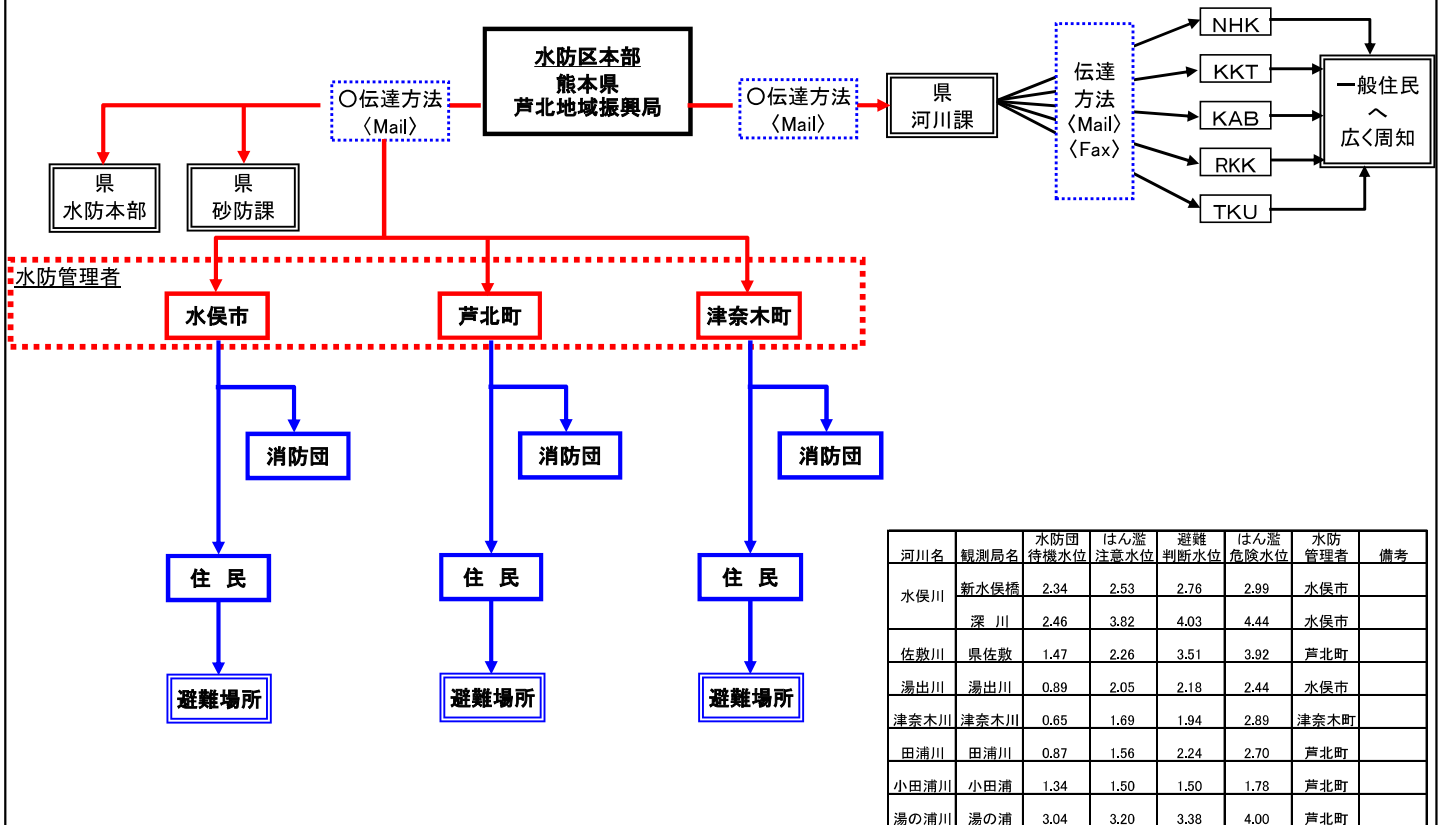 水防区本部
熊本県
芦北地域振興局
〇伝達方法
〈Mail〉
〇伝達方法
〈Mail〉
県
河川課
伝達
方法
〈Mail〉
〈Fax〉
NHK
KKT
KAB
RKK
TKU
一般住民
へ
広く周知
県
水防本部
県
砂防課
水防管理者
水俣市
芦北町
津奈木町
消防団
消防団
消防団
住 民
住 民
住 民
避難場所
避難場所
避難場所
河川名 観測局名 水防団待機水位 はん濫注意水位 避難判断水位 はん濫危険水位 水防管理者 備考
水俣川 新水俣橋 2.34 2.53 2.76 2.99 水俣市
深 川 2.46 3.82 4.03 4.44 水俣市
佐敷川 県佐敷 1.47 2.26 3.51 3.92 芦北町
湯出川 湯出川 0.89 2.05 2.18 2.44 水俣市
津奈木川 津奈木川 0.65 1.69 1.94 2.89 津奈木町
田浦川 田浦川 0.87 1.56 2.24 2.70 芦北町
小田浦川 小田浦 1.34 1.50 1.50 1.78 芦北町
湯の浦川 湯の浦 3.04 3.20 3.38 4.00 芦北町